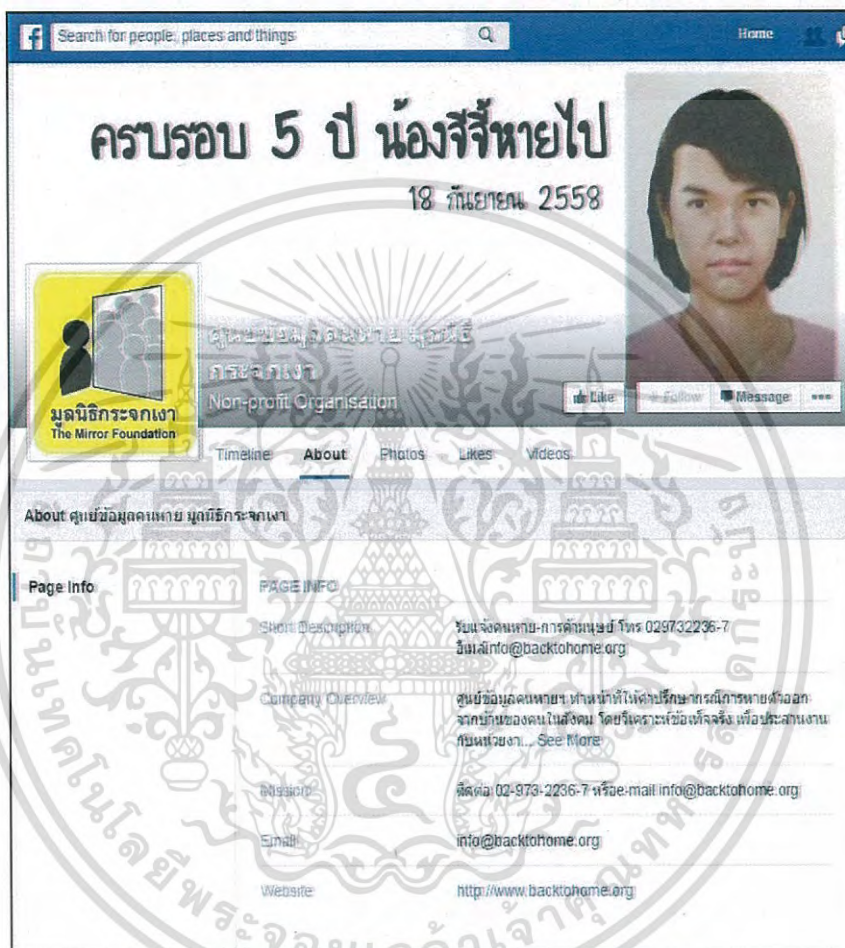 Search for people, places and things
Home
ครบรอบ 5 ปี น้องจีจี้หายไป
18 กันยายน 2558
มูลนิธิกระจกเงา
The Mirror Foundation
ศูนย์ข้อมูลคนหาย มูลนิธิ
กระจกเงา
Non-profit Organisation
Like
Follow
Message
Timeline About Photos Likes Videos
About ศูนย์ข้อมูลคนหาย มูลนิธิกระจกเงา
Page Info
PAGE INFO
Short Description
รับแจ้งคนหาย-การค้ามนุษย์ โทร 029732236-7
อีเมล์info@backtohome.org
Company Overview
ศูนย์ข้อมูลคนหายฯ ทำหน้าที่ให้คำปรึกษากรณีการหายตัวออก
จากบ้านของคนในสังคม โดยวิเคราะห์ข้อเท็จจริง เพื่อประสานงาน
กับหน่วยงา... See More
Mission
ติดต่อ 02-973-2236-7 หรือe-mail info@backtohome.org
Email
info@backtohome.org
Website
http://www.backtohome.org